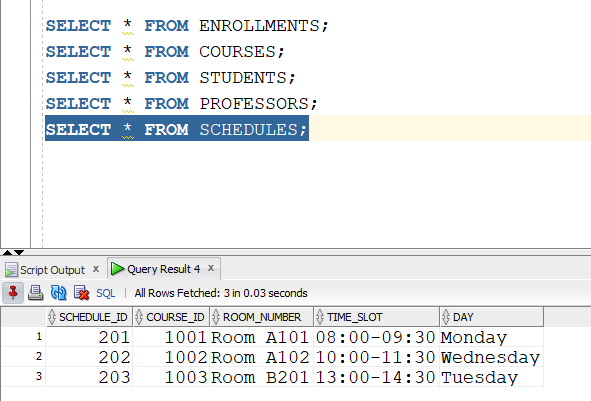 SELECT * FROM ENROLLMENTS;
SELECT * FROM COURSES;
SELECT * FROM STUDENTS;
SELECT * FROM PROFESSORS;
SELECT * FROM SCHEDULES;
Script Output x Query Result 4 x
SQL | All Rows Fetched: 3 in 0.03 seconds
SCHEDULE_ID COURSE_ID ROOM_NUMBER TIME_SLOT DAY
1 201 1001 Room A101 08:00-09:30 Monday
2 202 1002 Room A102 10:00-11:30 Wednesday
3 203 1003 Room B201 13:00-14:30 Tuesday